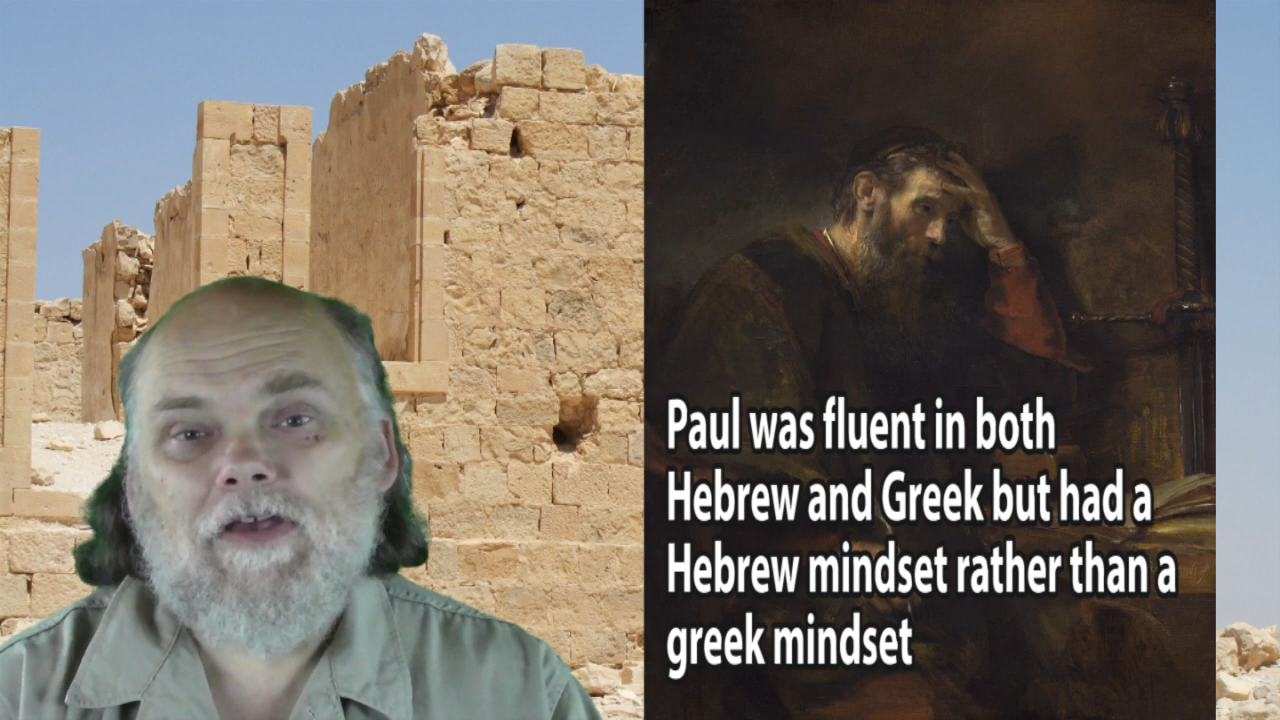 Paul was fluent in both
Hebrew and Greek but had a
Hebrew mindset rather than a
greek mindset